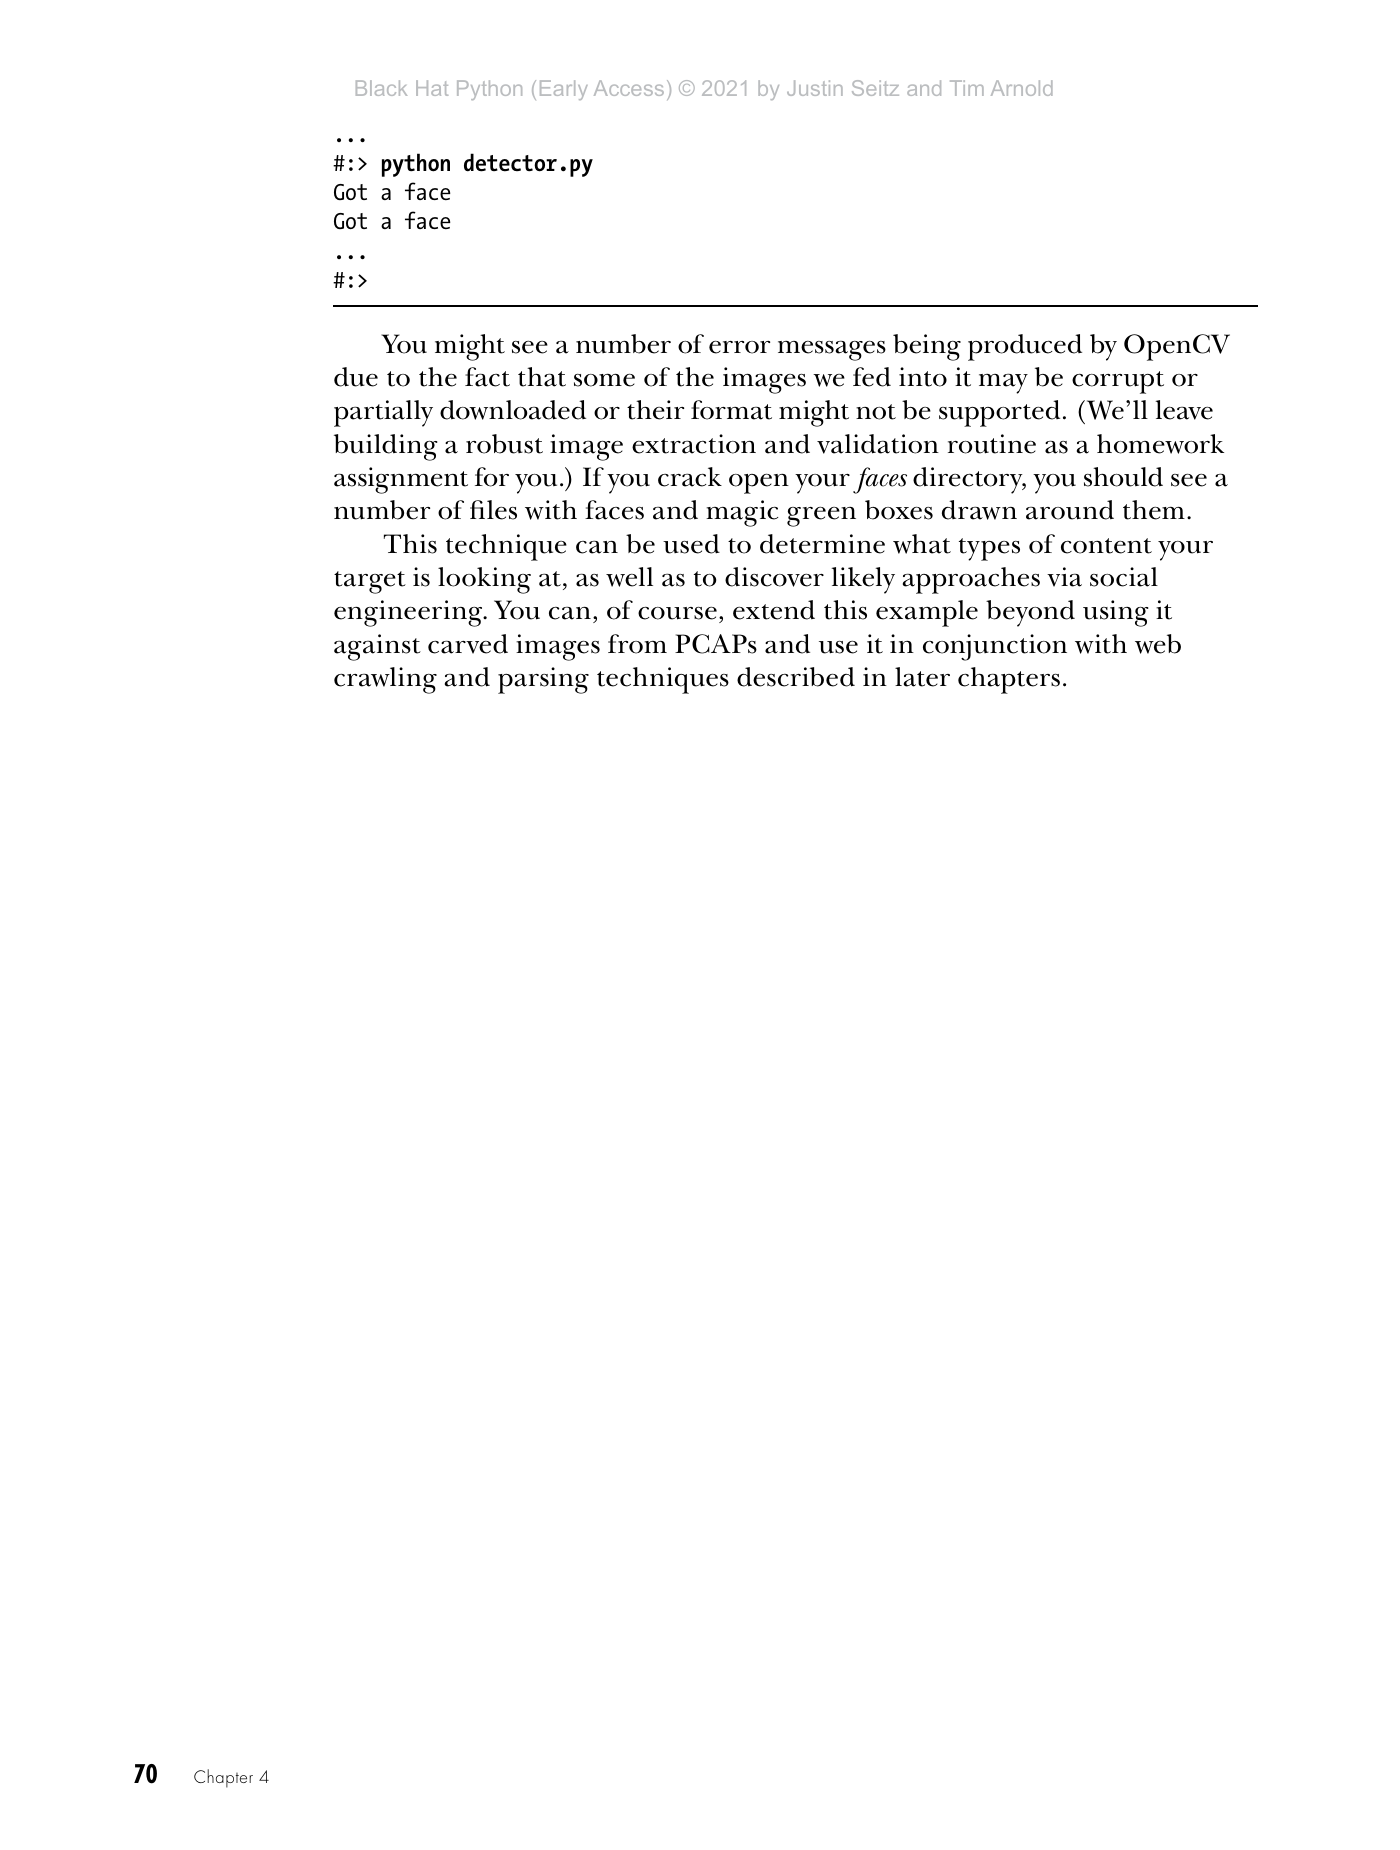 Black Hat Python (Early Access) © 2021 by Justin Seitz and Tim Arnold
...
#:> python detector.py
Got a face
Got a face
...
#:>
You might see a number of error messages being produced by OpenCV
due to the fact that some of the images we fed into it may be corrupt or
partially downloaded or their format might not be supported. (We’ll leave
building a robust image extraction and validation routine as a homework
assignment for you.) If you crack open your faces directory, you should see a
number of files with faces and magic green boxes drawn around them.
This technique can be used to determine what types of content your
target is looking at, as well as to discover likely approaches via social
engineering. You can, of course, extend this example beyond using it
against carved images from PCAPs and use it in conjunction with web
crawling and parsing techniques described in later chapters.
70 Chapter 4